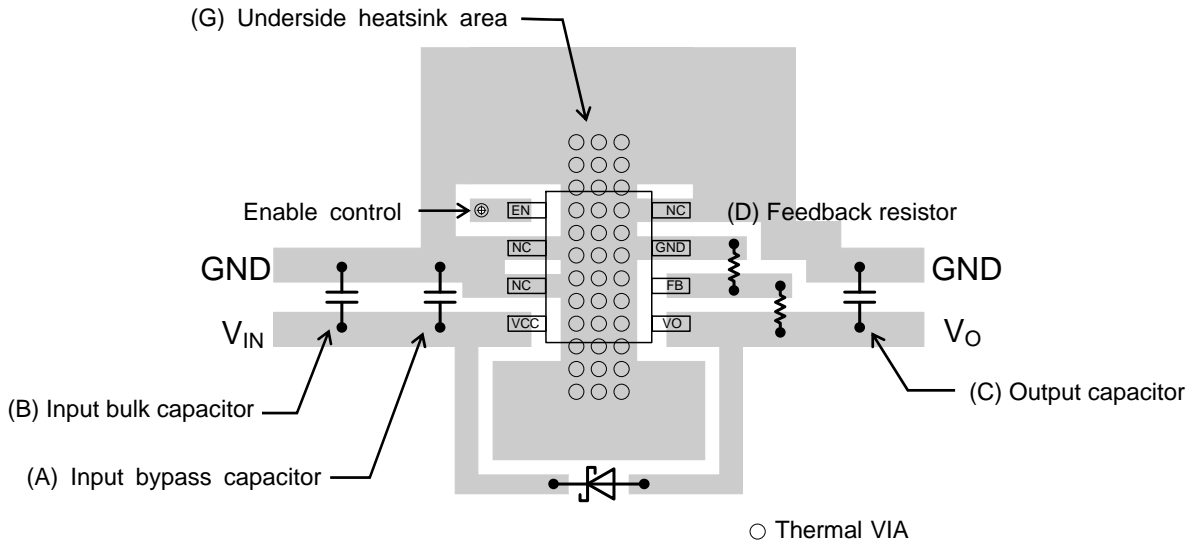 (G) Underside heatsink area
Enable control
EN
NC
(D) Feedback resistor
NC
GND
GND
GND
NC
FB
VCC
VO
VIN
VO
(B) Input bulk capacitor
(C) Output capacitor
(A) Input bypass capacitor
Thermal VIA